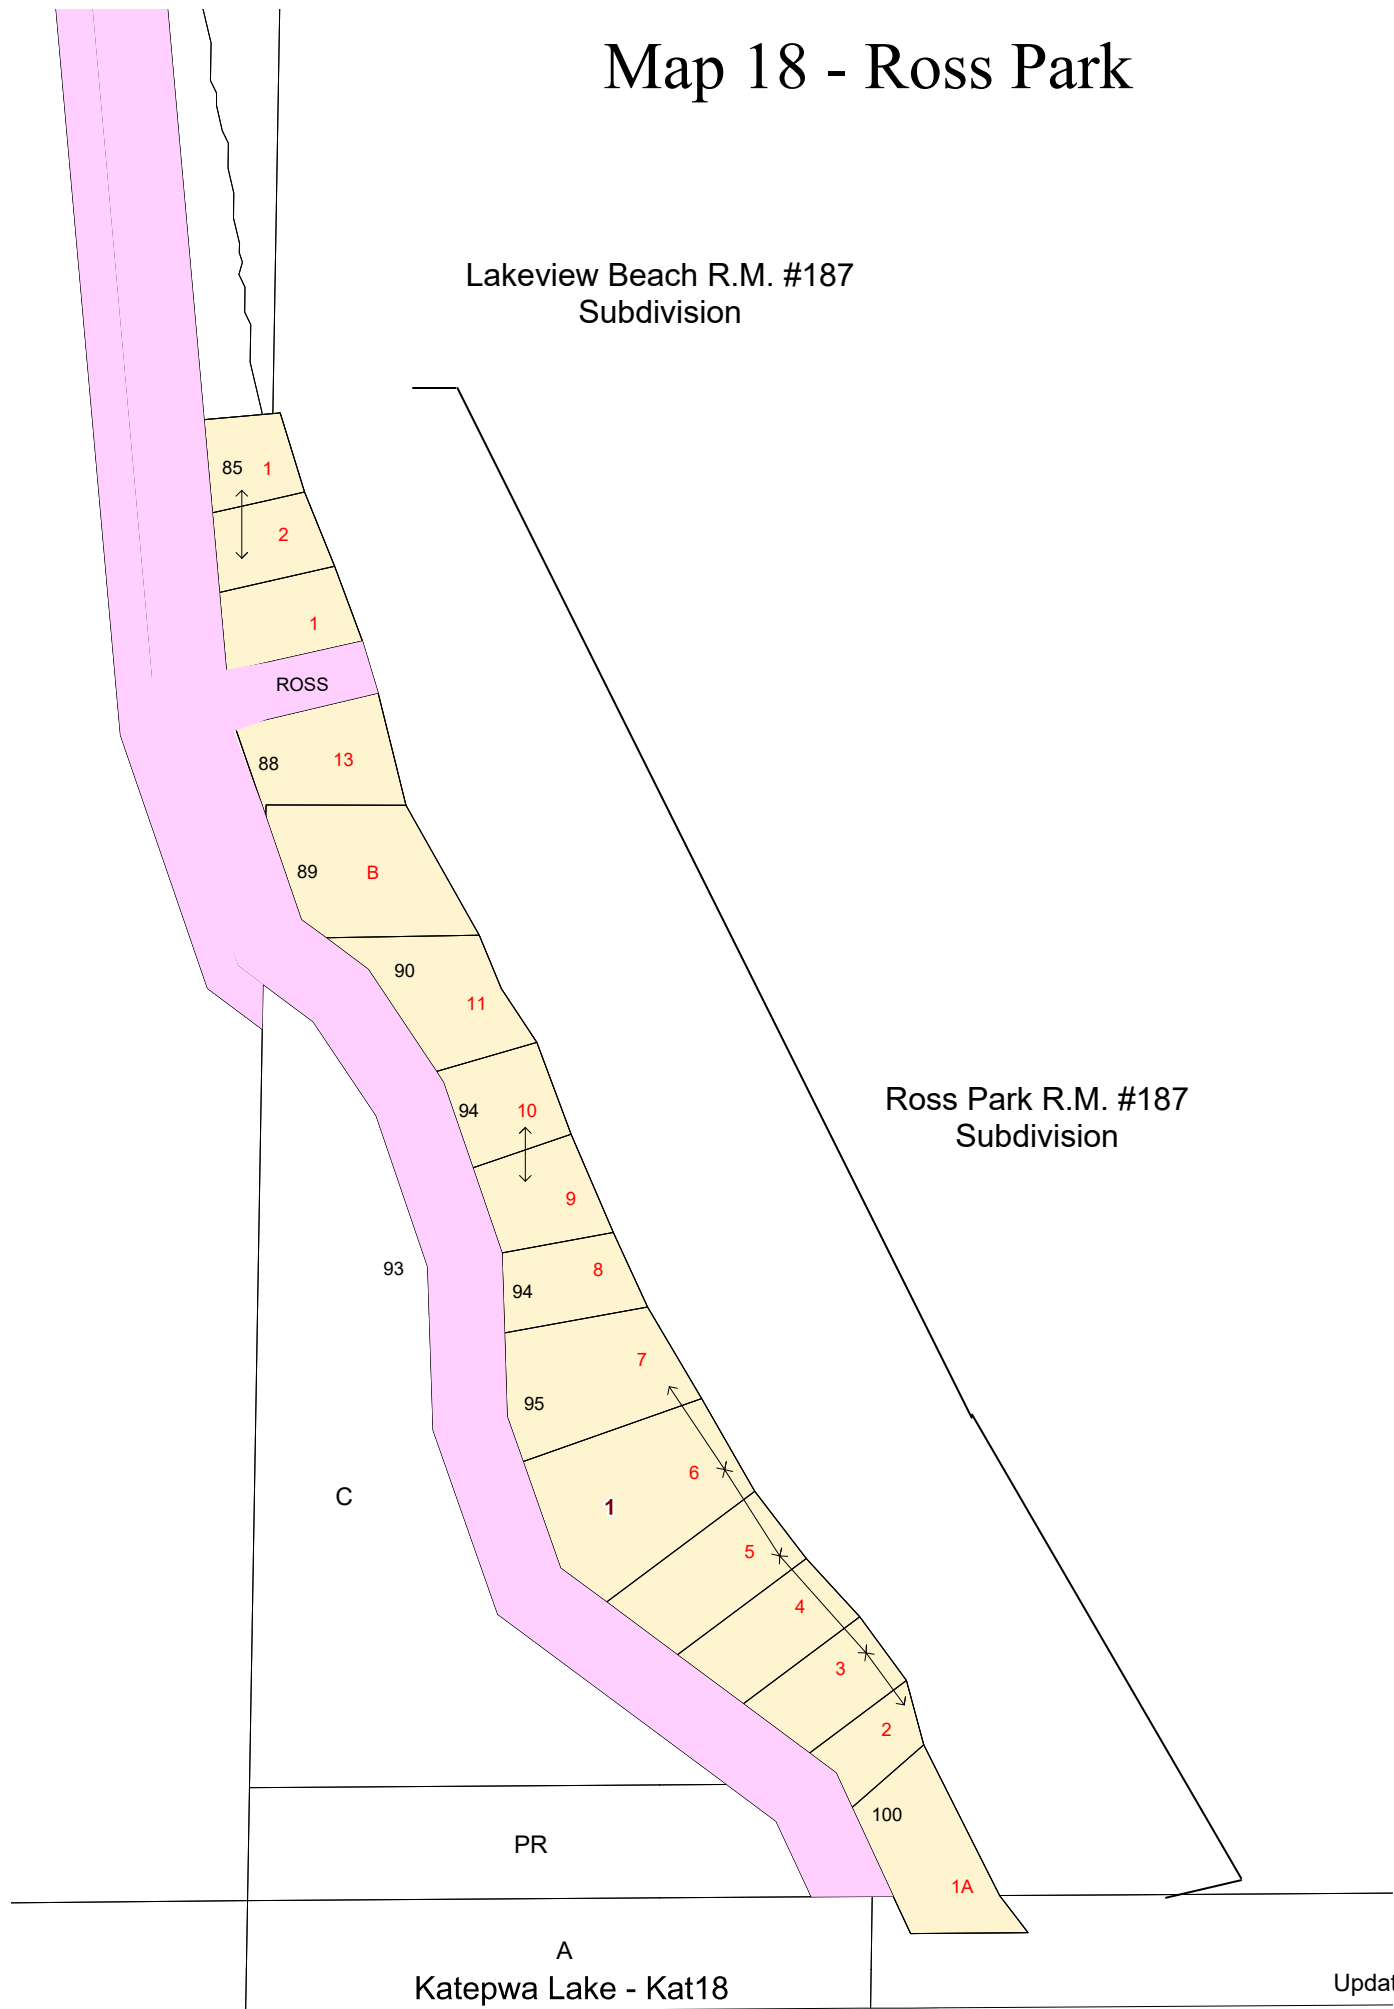 Map 18 - Ross Park
Lakeview Beach R.M. #187
Subdivision
85 1
2
1
ROSS
88 13
89 B
90
11
94 10
9
93
8
94
7
95
6
C
1
5
4
3
2
100
PR
1A
A
Katepwa Lake - Kat18
Ross Park R.M. #187
Subdivision
Updat